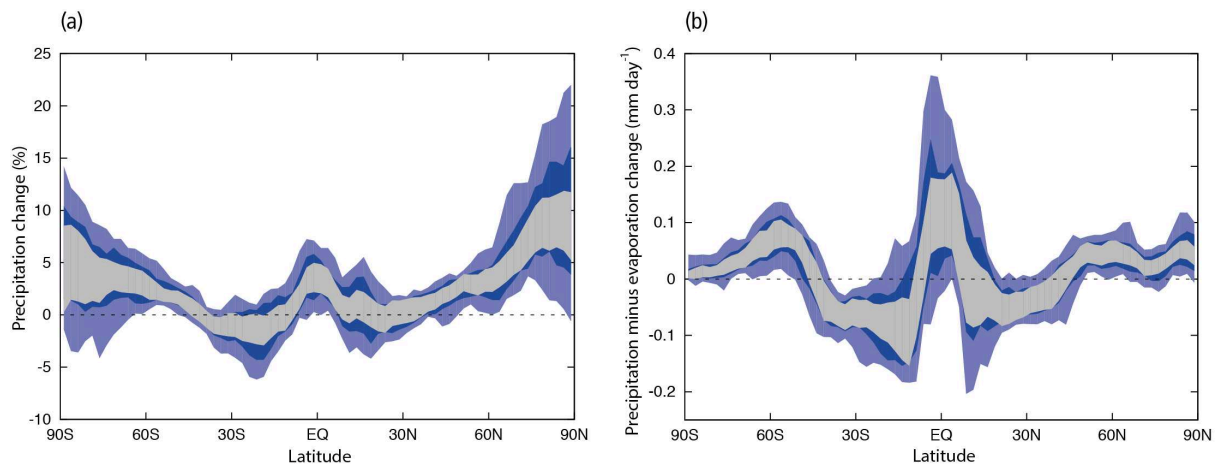 (a)
Precipitation change (%)
25
20
15
10
5
0
-5
-10
90S 60S 30S EQ 30N 60N 90N
Latitude
(b)
Precipitation minus evaporation change (mm day-1)
0.4
0.3
0.2
0.1
0
-0.1
-0.2
90S 60S 30S EQ 30N 60N 90N
Latitude